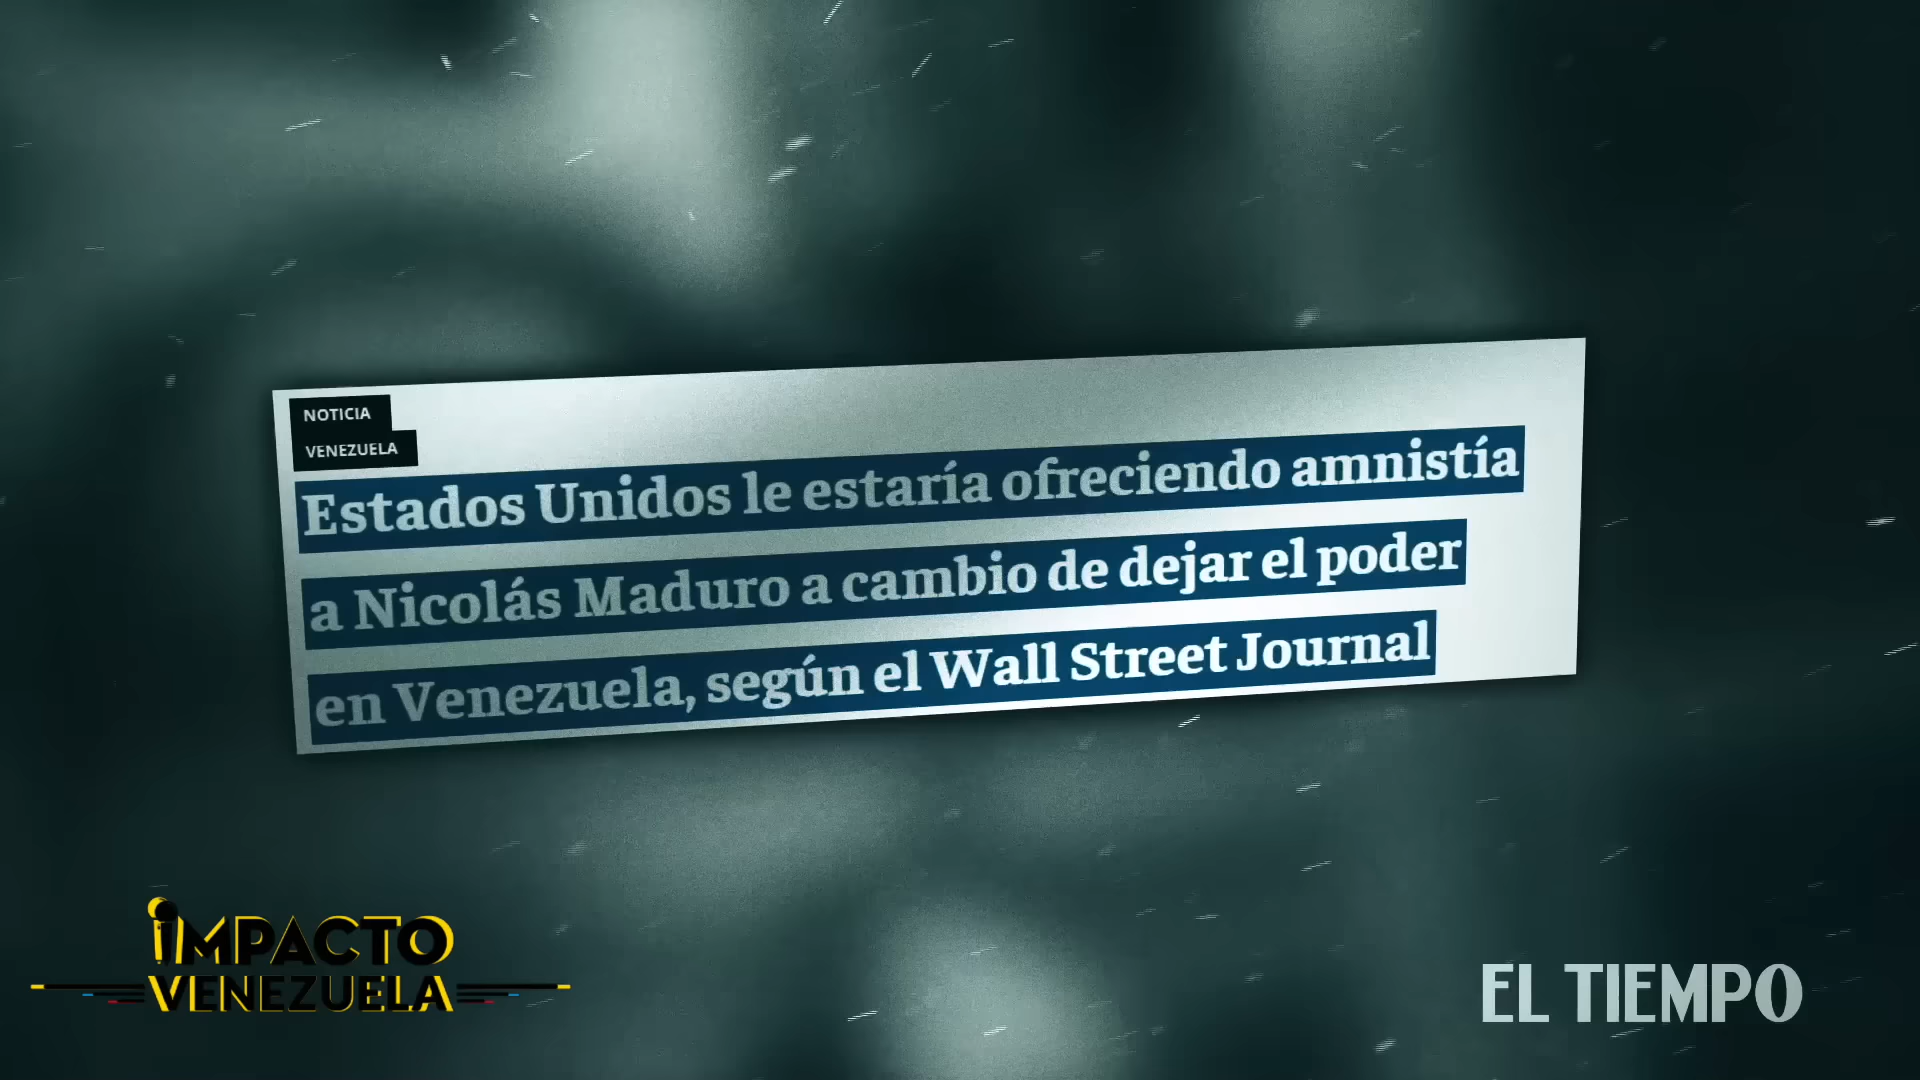 NOTICIA
VENEZUELA
Estados Unidos le estaría ofreciendo amnistía
a Nicolás Maduro a cambio de dejar el poder
en Venezuela, según el Wall Street Journal
IMPACTO
VENEZUELA
EL TIEMPO